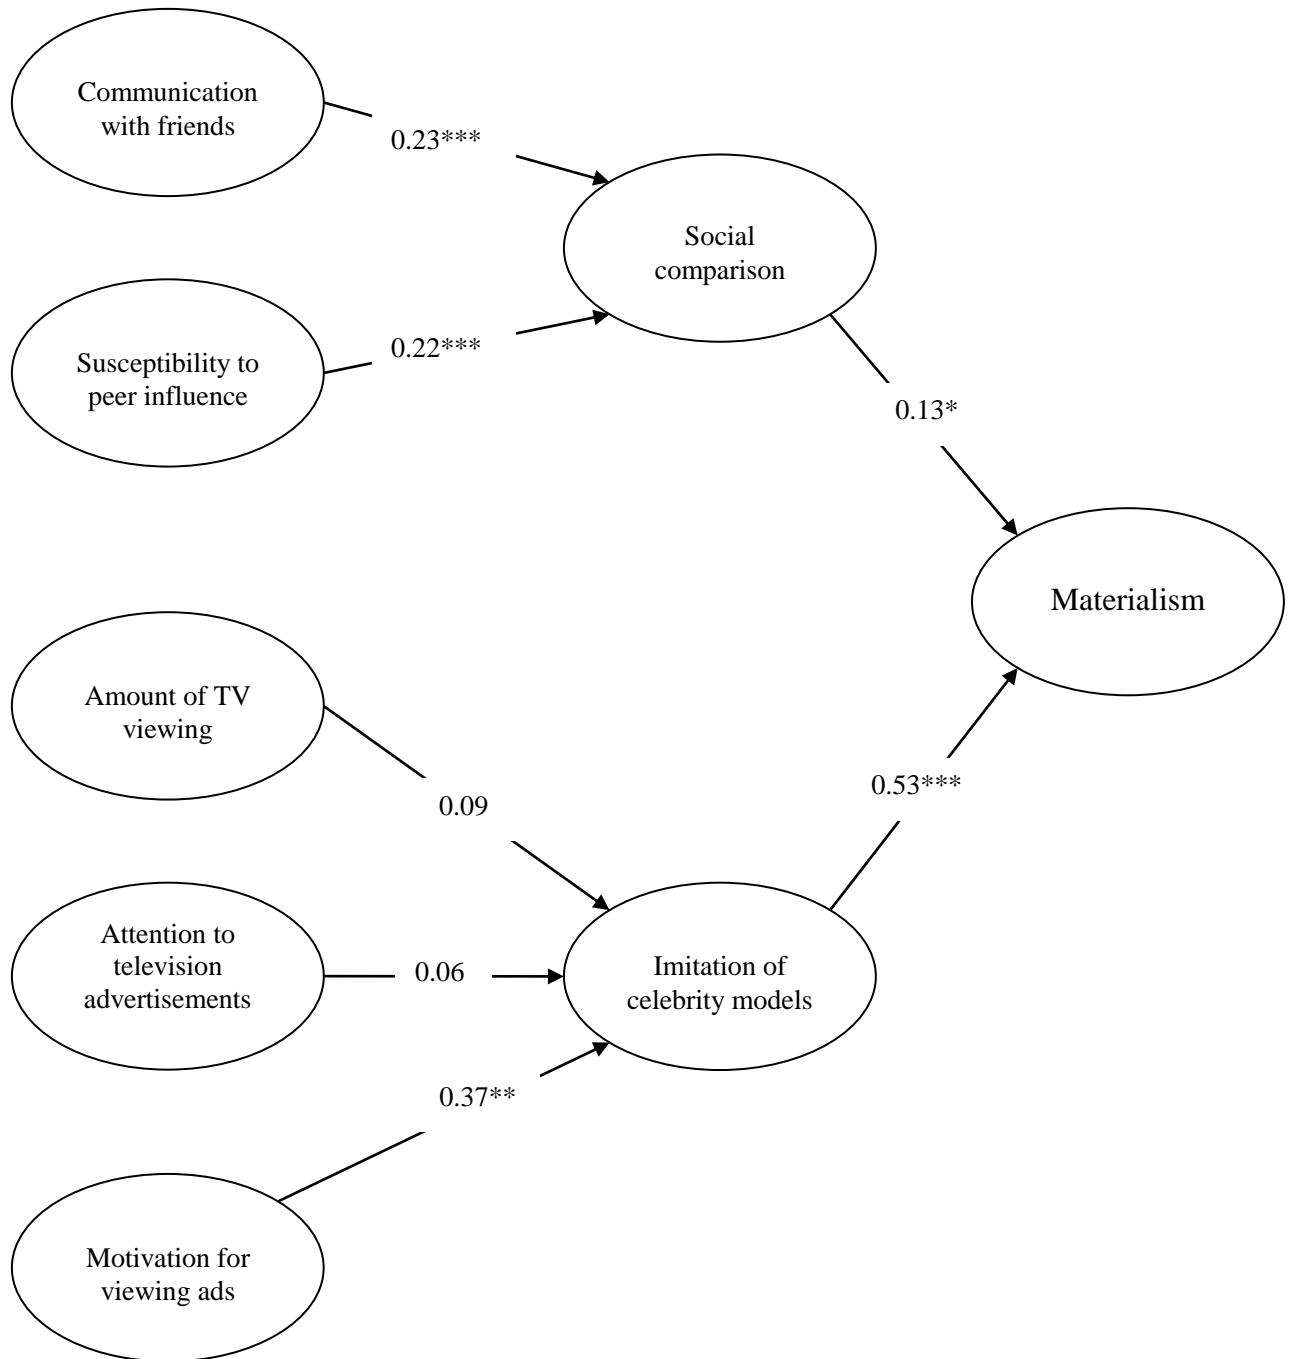 Communication
with friends
0.23***
Social
comparison
Susceptibility to
peer influence
0.22***
0.13*
Materialism
Amount of TV
viewing
0.09
0.53***
Attention to
television
advertisements
0.06
Imitation of
celebrity models
0.37**
Motivation for
viewing ads